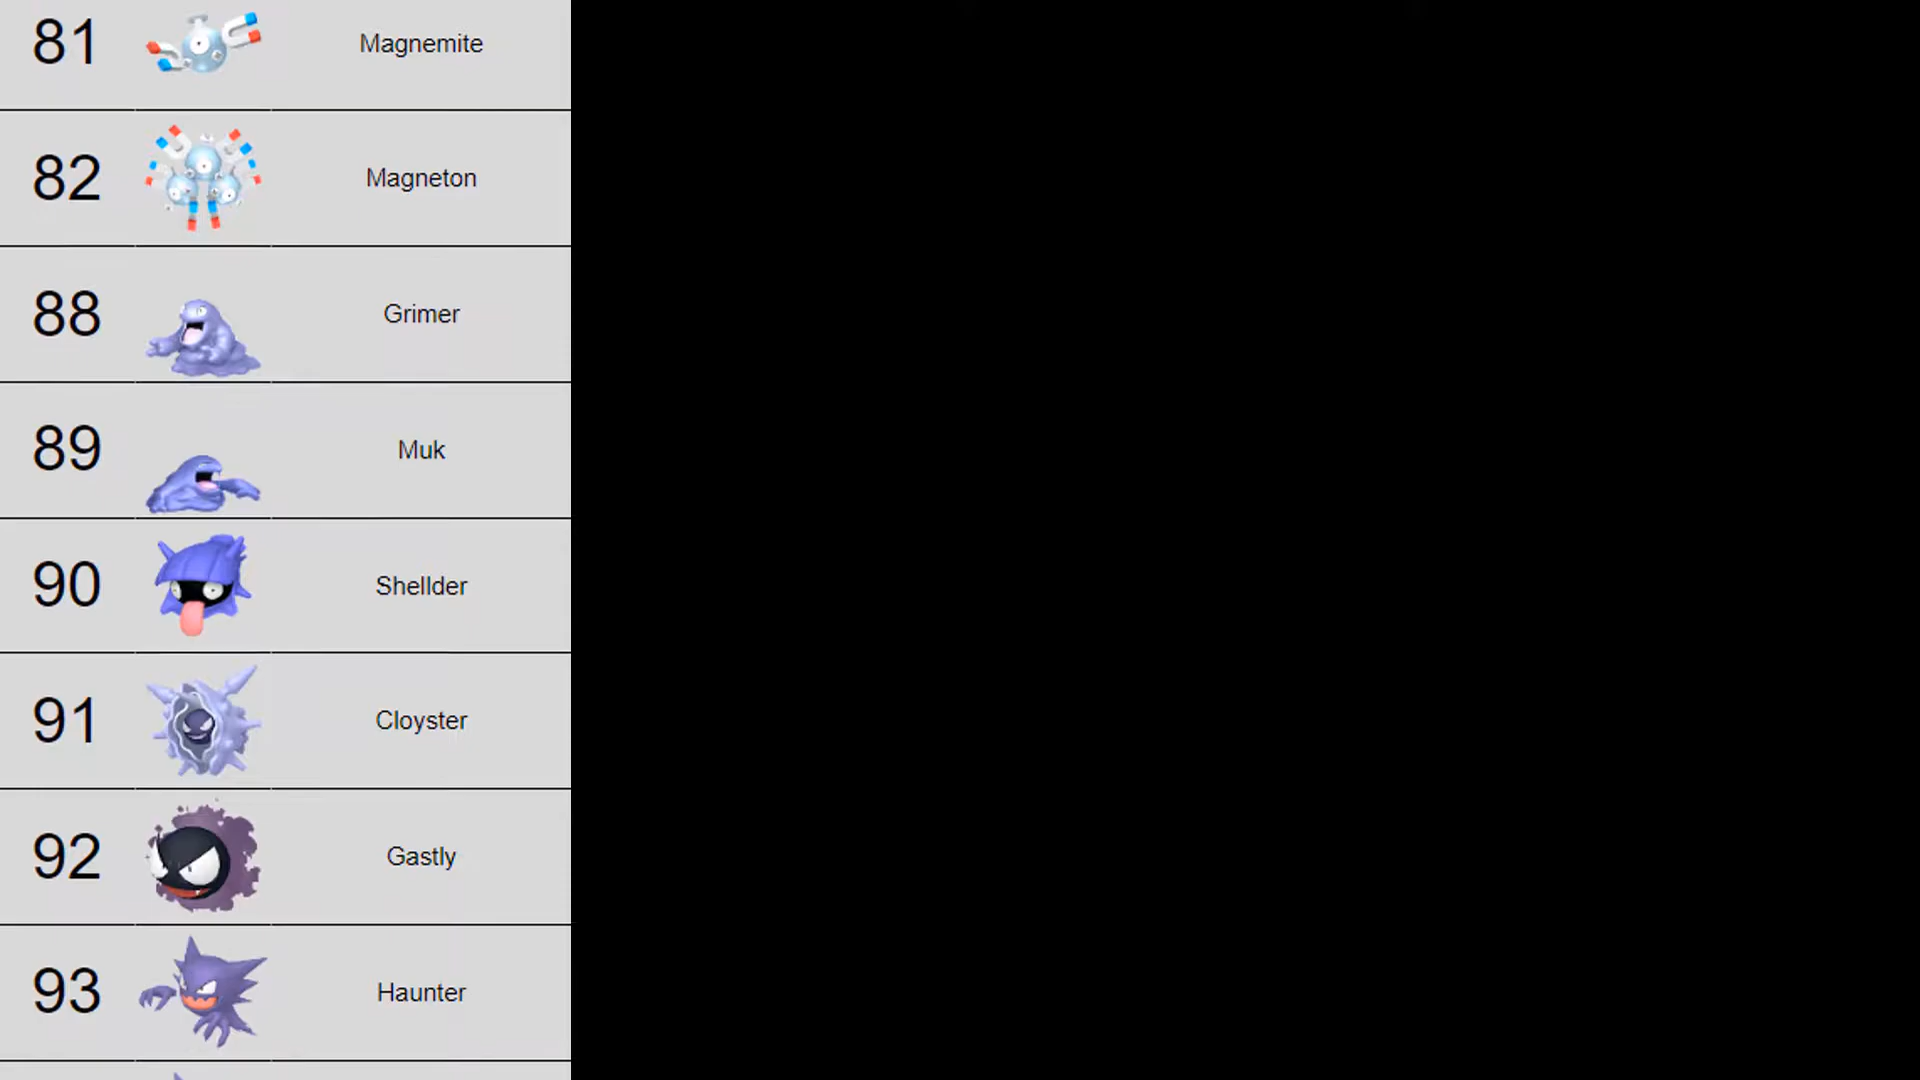 81 Magnemite
82 Magneton
88 Grimer
89 Muk
90 Shellder
91 Cloyster
92 Gastly
93 Haunter